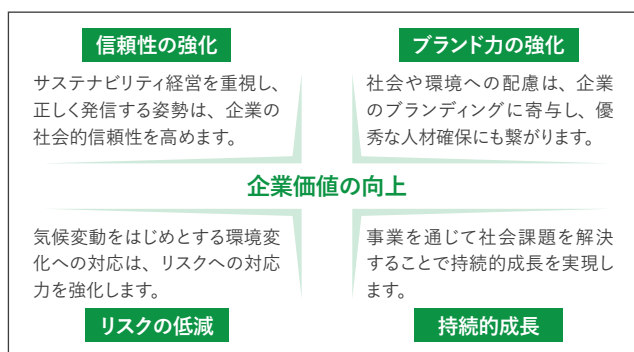 信頼性の強化
サステナビリティ経営を重視し、
正しく発信する姿勢は、企業の
社会的信頼性を高めます。
ブランド力の強化
社会や環境への配慮は、企業
のブランディングに寄与し、優
秀な人材確保にも繋がります。
企業価値の向上
気候変動をはじめとする環境変
化への対応は、リスクへの対応
力を強化します。
リスクの低減
事業を通じて社会課題を解決
することで持続的成長を実現し
ます。
持続的成長